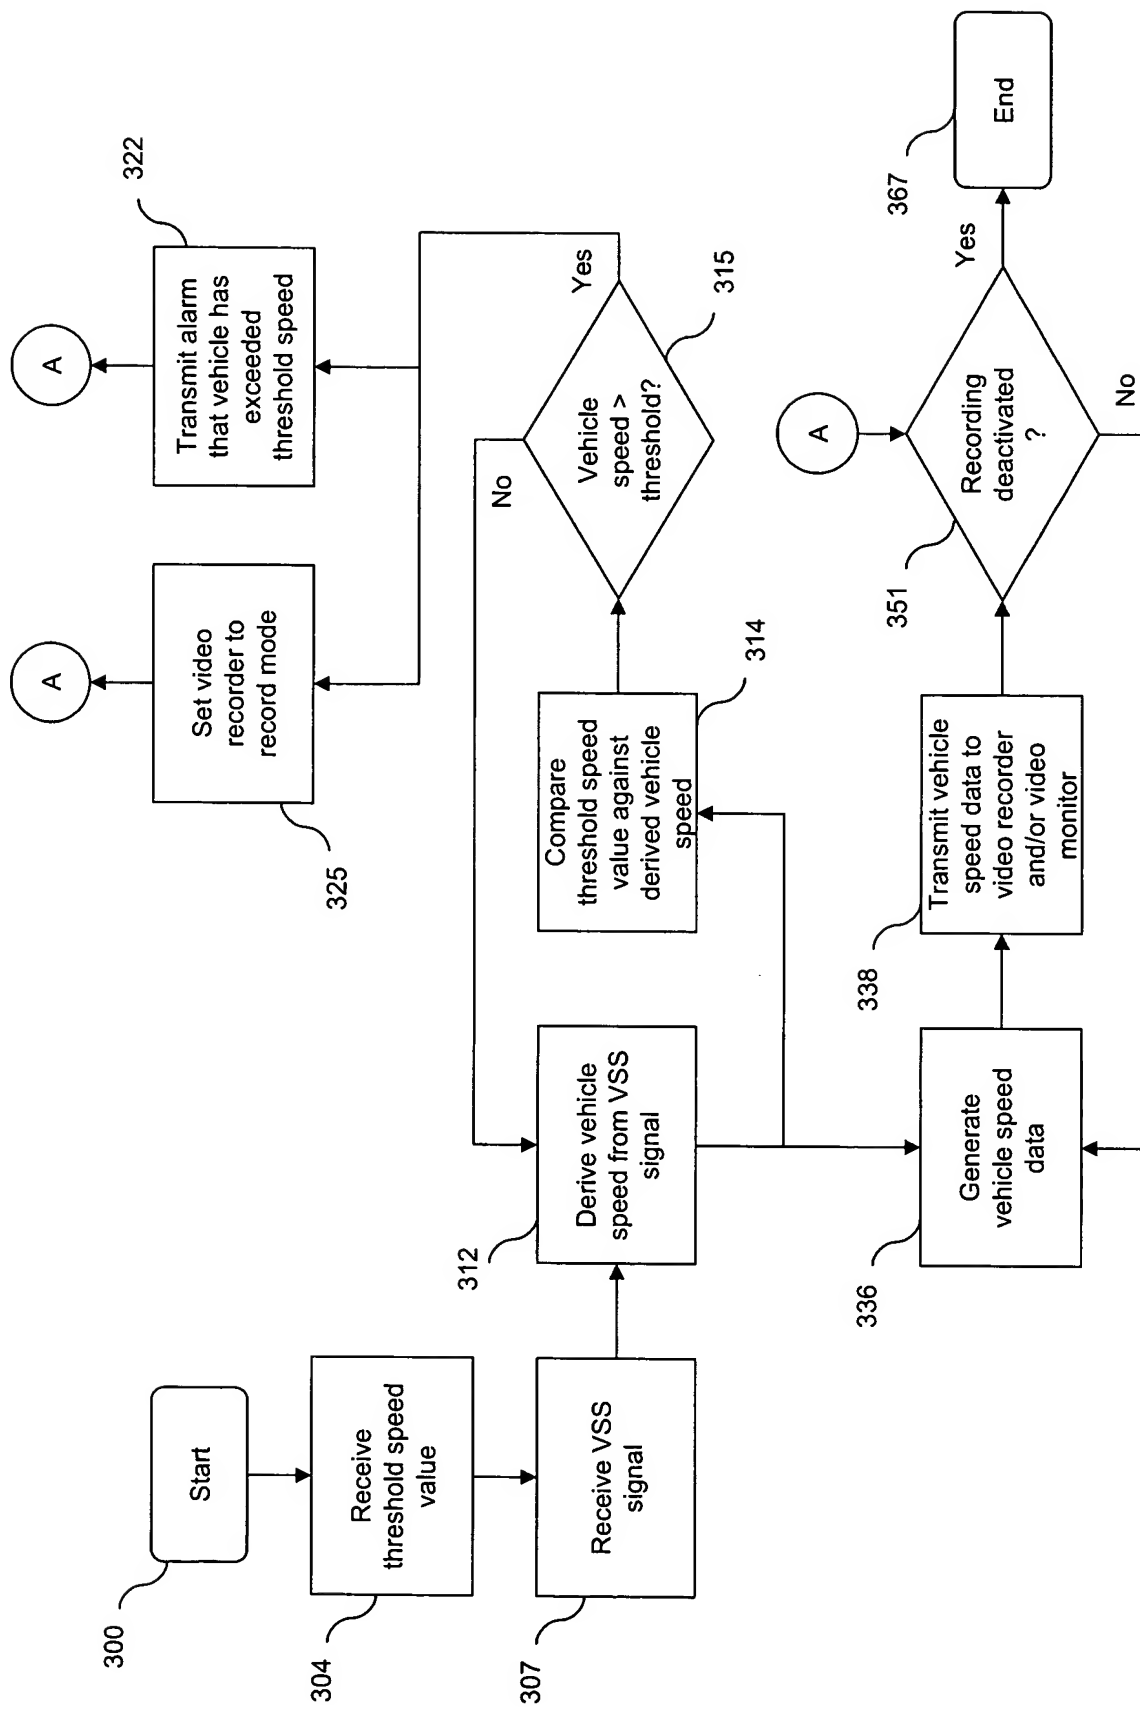 300
Start
304
Receive
threshold speed
value
307
Receive VSS
signal
312
Derive vehicle
speed from VSS
signal
314
Compare
threshold speed
value against
derived vehicle
speed
315
Vehicle
speed >
threshold?
No
Yes
325
Set video
recorder to
record mode
A
322
Transmit alarm
that vehicle has
exceeded
threshold speed
A
336
Generate
vehicle speed
data
338
Transmit vehicle
speed data to
video recorder
and/or video
monitor
A
351
Recording
deactivated
?
No
Yes
367
End